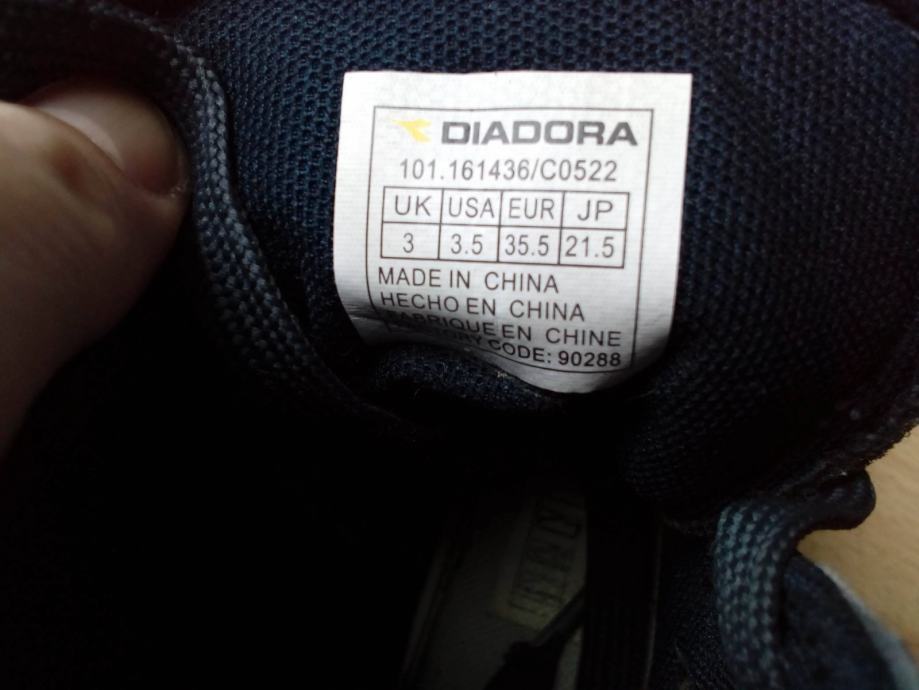 DIADORA
101.161436/C0522
UK USA EUR JP
3 3.5 35.5 21.5
MADE IN CHINA
HECHO EN CHINA
FABRIQUE EN CHINE
CODE: 90288